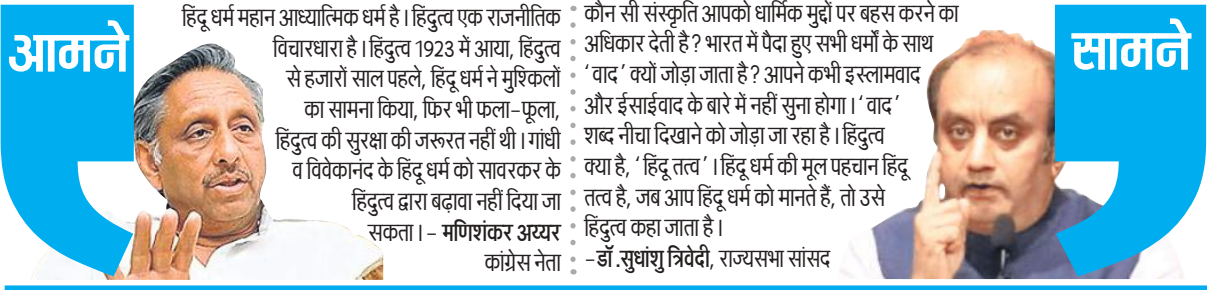 आमने
हिंदू धर्म महान आध्यात्मिक धर्म है। हिंदुत्व एक राजनीतिक
विचारधारा है। हिंदुत्व 1923 में आया, हिंदुत्व
से हजारों साल पहले, हिंदू धर्म ने मुश्किलों
का सामना किया, फिर भी फला-फूला,
हिंदुत्व की सुरक्षा की जरूरत नहीं थी। गांधी
व विवेकानंद के हिंदू धर्म को सावरकर के
हिंदुत्व द्वारा बढ़ावा नहीं दिया जा
सकता। - मणिशंकर अय्यर
कांग्रेस नेता
कौन सी संस्कृति आपको धार्मिक मुद्दों पर बहस करने का
अधिकार देती है? भारत में पैदा हुए सभी धर्मों के साथ
'वाद' क्यों जोड़ा जाता है? आपने कभी इस्लामवाद
और ईसाईवाद के बारे में नहीं सुना होगा। 'वाद'
शब्द नीचा दिखाने को जोड़ा जा रहा है। हिंदुत्व
क्या है, 'हिंदू तत्व'। हिंदू धर्म की मूल पहचान हिंदू
तत्व है, जब आप हिंदू धर्म को मानते हैं, तो उसे
हिंदुत्व कहा जाता है।
-डॉ.सुधांशु त्रिवेदी, राज्यसभा सांसद
सामने